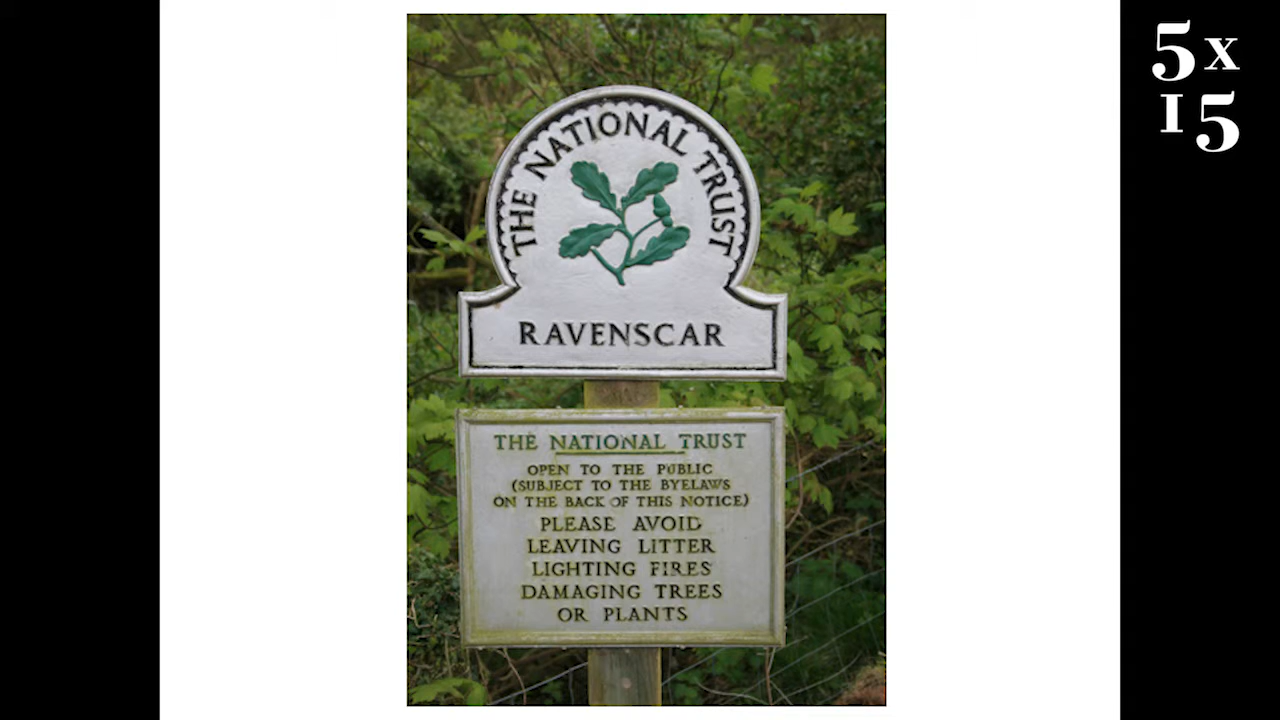 THE NATIONAL TRUST
RAVENSCAR
THE NATIONAL TRUST
OPEN TO THE PUBLIC
(SUBJECT TO THE BYELAWS
ON THE BACK OF THIS NOTICE)
PLEASE AVOID
LEAVING LITTER
LIGHTING FIRES
DAMAGING TREES
OR PLANTS
5x
15